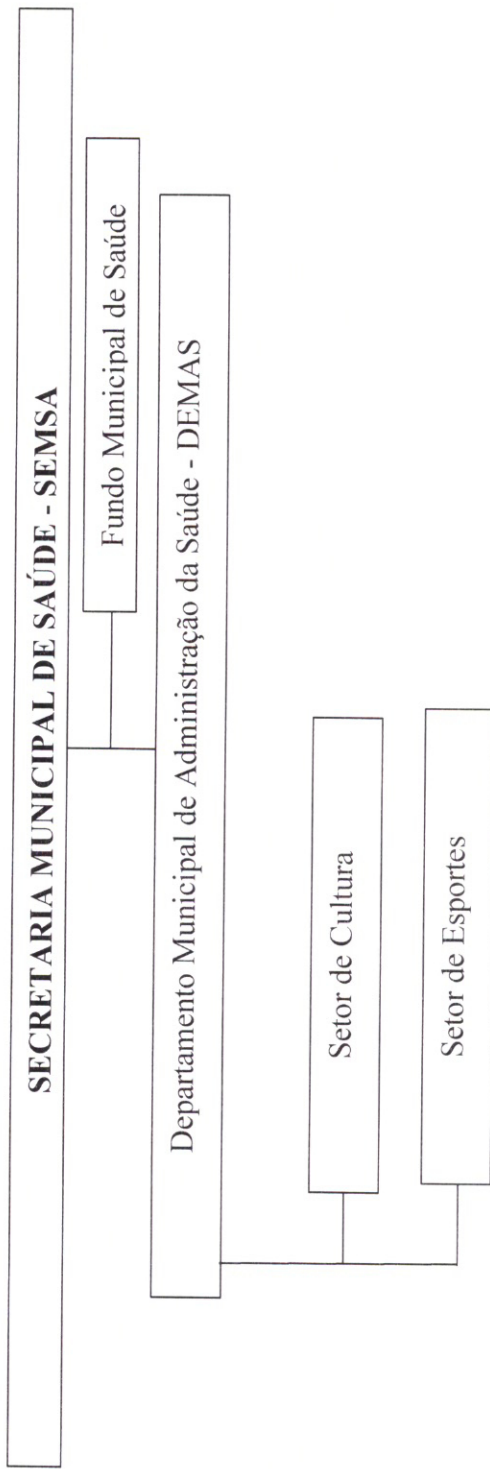 SECRETARIA MUNICIPAL DE SAÚDE - SEMSA
Fundo Municipal de Saúde
Departamento Municipal de Administração da Saúde - DEMAS
Setor de Cultura
Setor de Esportes